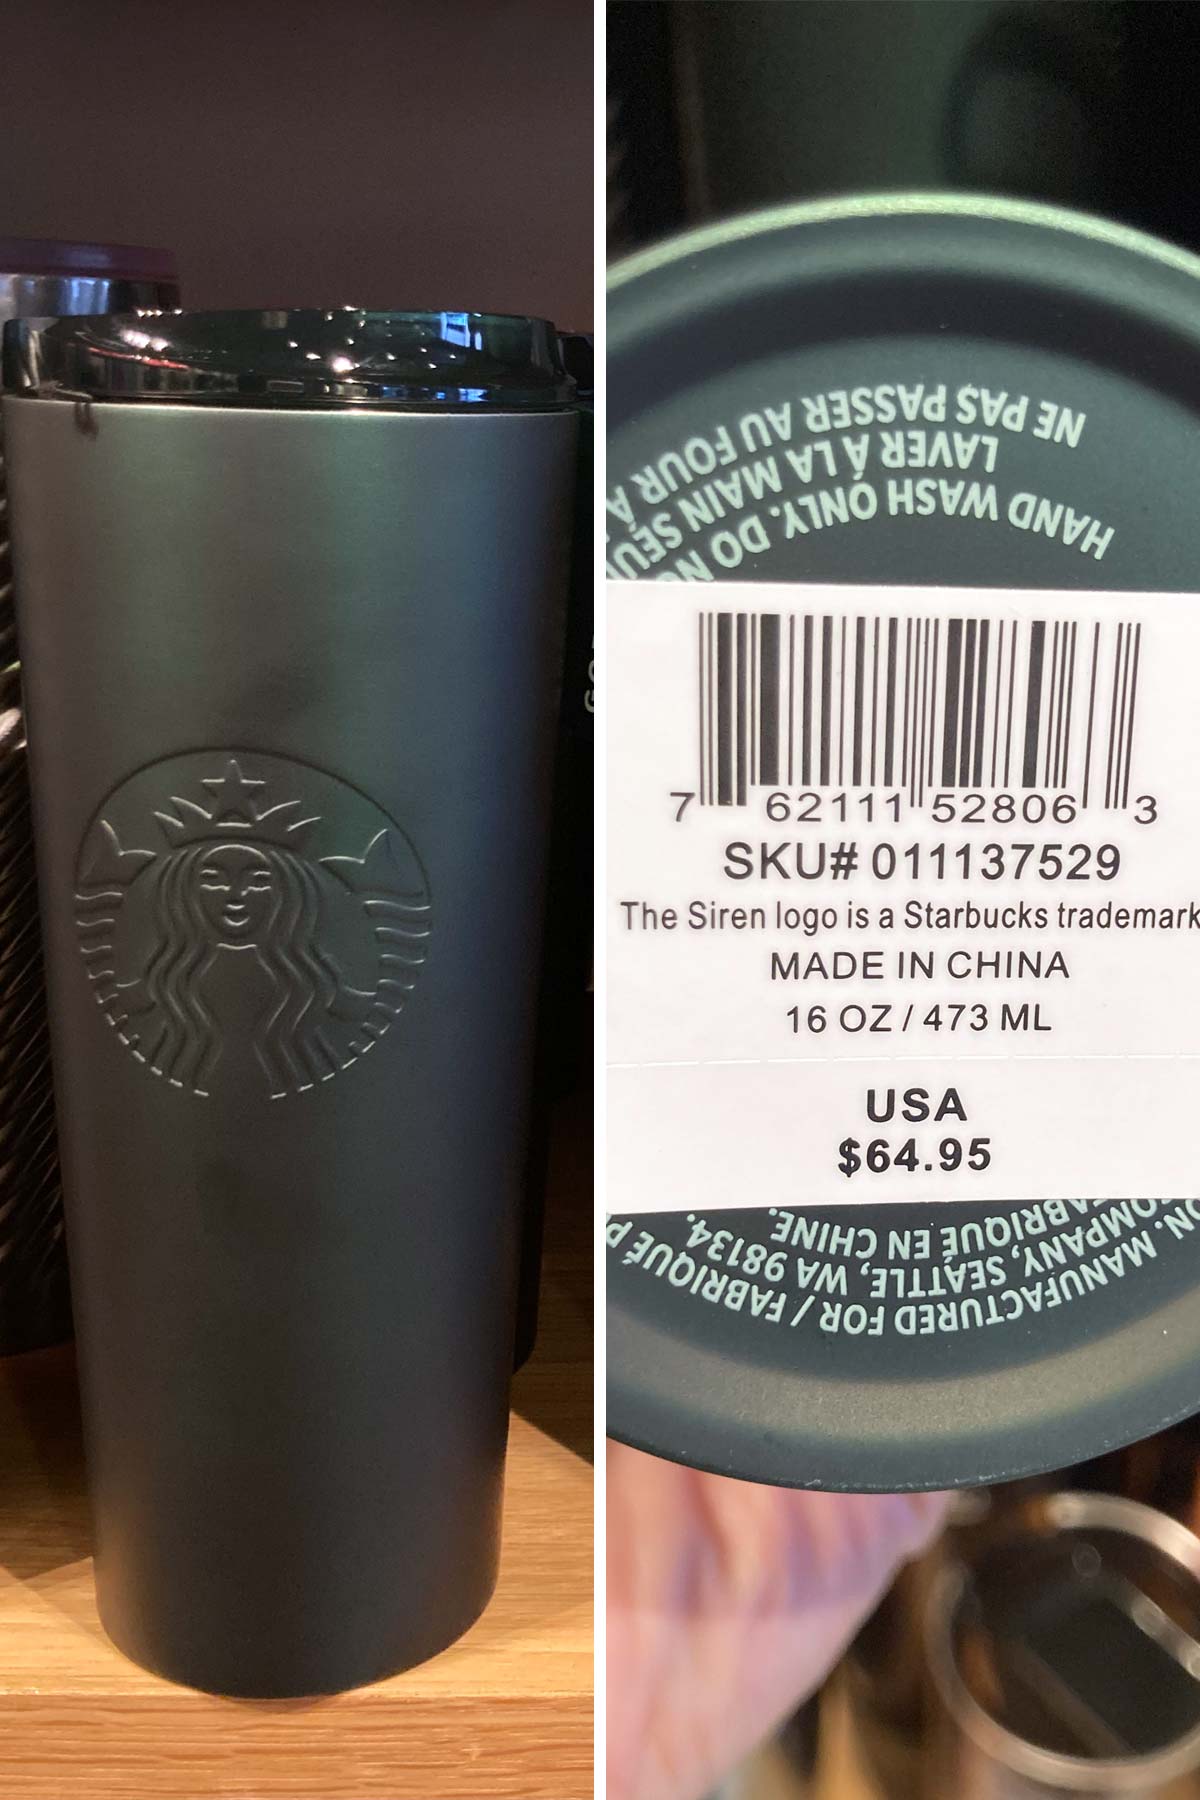 NE PAS PASSER AU FOUR À
LAVER À LA MAIN SEU
HAND WASH ONLY. DO N
7 62111 52806 3
SKU# 011137529
The Siren logo is a Starbucks trademark
MADE IN CHINA
16 OZ / 473 ML
USA
$64.95
FABRIQUÉ EN CHINE.
COMPANY, SEATTLE, WA 98134.
MANUFACTURED FOR / FABRIQUÉ P